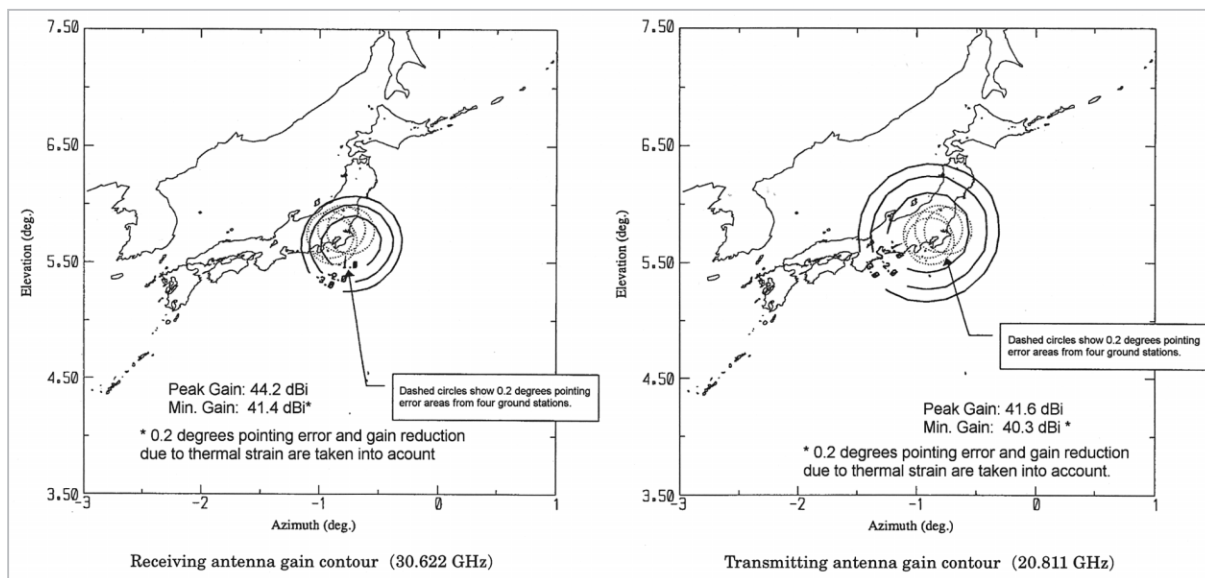 7.50
6.50
5.50
4.50
3.50
Elevation (deg.)
-3
-2
-1
0
1
Azimuth (deg.)
Dashed circles show 0.2 degrees pointing
error areas from four ground stations.
Peak Gain: 44.2 dBi
Min. Gain: 41.4 dBi*
* 0.2 degrees pointing error and gain reduction
due to thermal strain are taken into acount
Receiving antenna gain contour (30.622 GHz)
7.50
6.50
5.50
4.50
3.50
Elevation (deg.)
-3
-2
-1
0
1
Azimuth (deg.)
Dashed circles show 0.2 degrees pointing
error areas from four ground stations.
Peak Gain: 41.6 dBi
Min. Gain: 40.3 dBi *
* 0.2 degrees pointing error and gain reduction
due to thermal strain are taken into account.
Transmitting antenna gain contour (20.811 GHz)